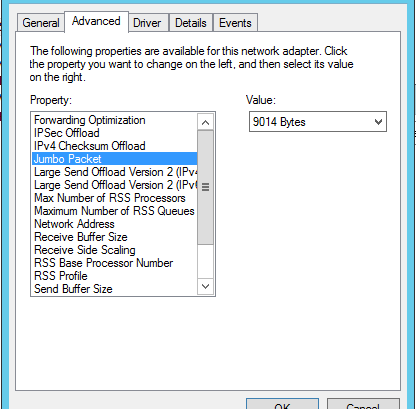 General
Advanced
Driver
Details
Events
The following properties are available for this network adapter. Click
the property you want to change on the left, and then select its value
on the right.
Property:
Value:
Forwarding Optimization
IPSec Offload
IPv4 Checksum Offload
Jumbo Packet
Large Send Offload Version 2 (IPv4
Large Send Offload Version 2 (IPv6
Max Number of RSS Processors
Maximum Number of RSS Queues
Network Address
Receive Buffer Size
Receive Side Scaling
RSS Base Processor Number
RSS Profile
Send Buffer Size
9014 Bytes
OK
Cancel